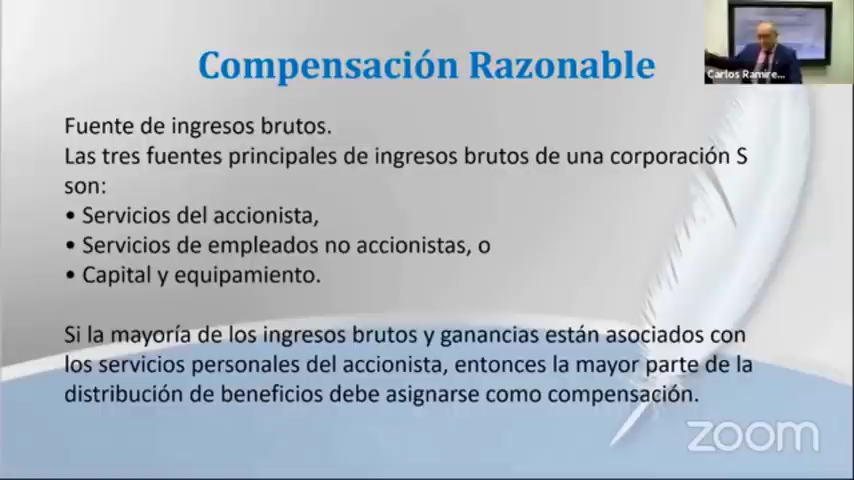 Compensación Razonable
Carlos Ramire...
Fuente de ingresos brutos.
Las tres fuentes principales de ingresos brutos de una corporación S
son:
• Servicios del accionista,
• Servicios de empleados no accionistas, o
• Capital y equipamiento.
Si la mayoría de los ingresos brutos y ganancias están asociados con
los servicios personales del accionista, entonces la mayor parte de la
distribución de beneficios debe asignarse como compensación.
zoom